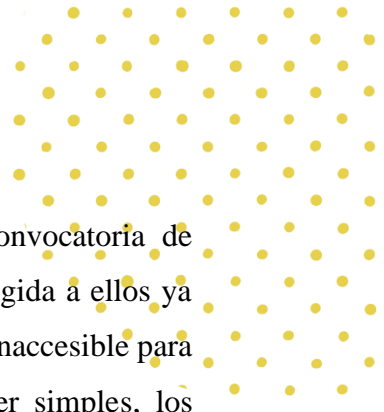 onvocatoria de
gida a ellos ya
naccesible para
er simples, los